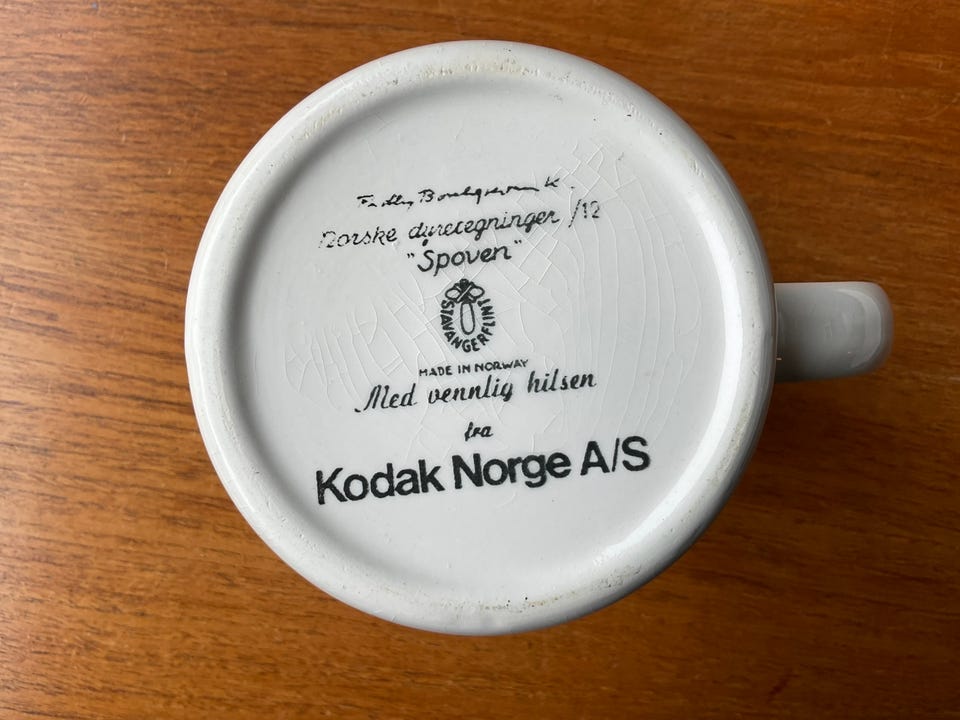 Norske dyretegninger /12
"Spoven"
STAVANGERFLINT
MADE IN NORWAY
Med vennlig hilsen
fra
Kodak Norge A/S